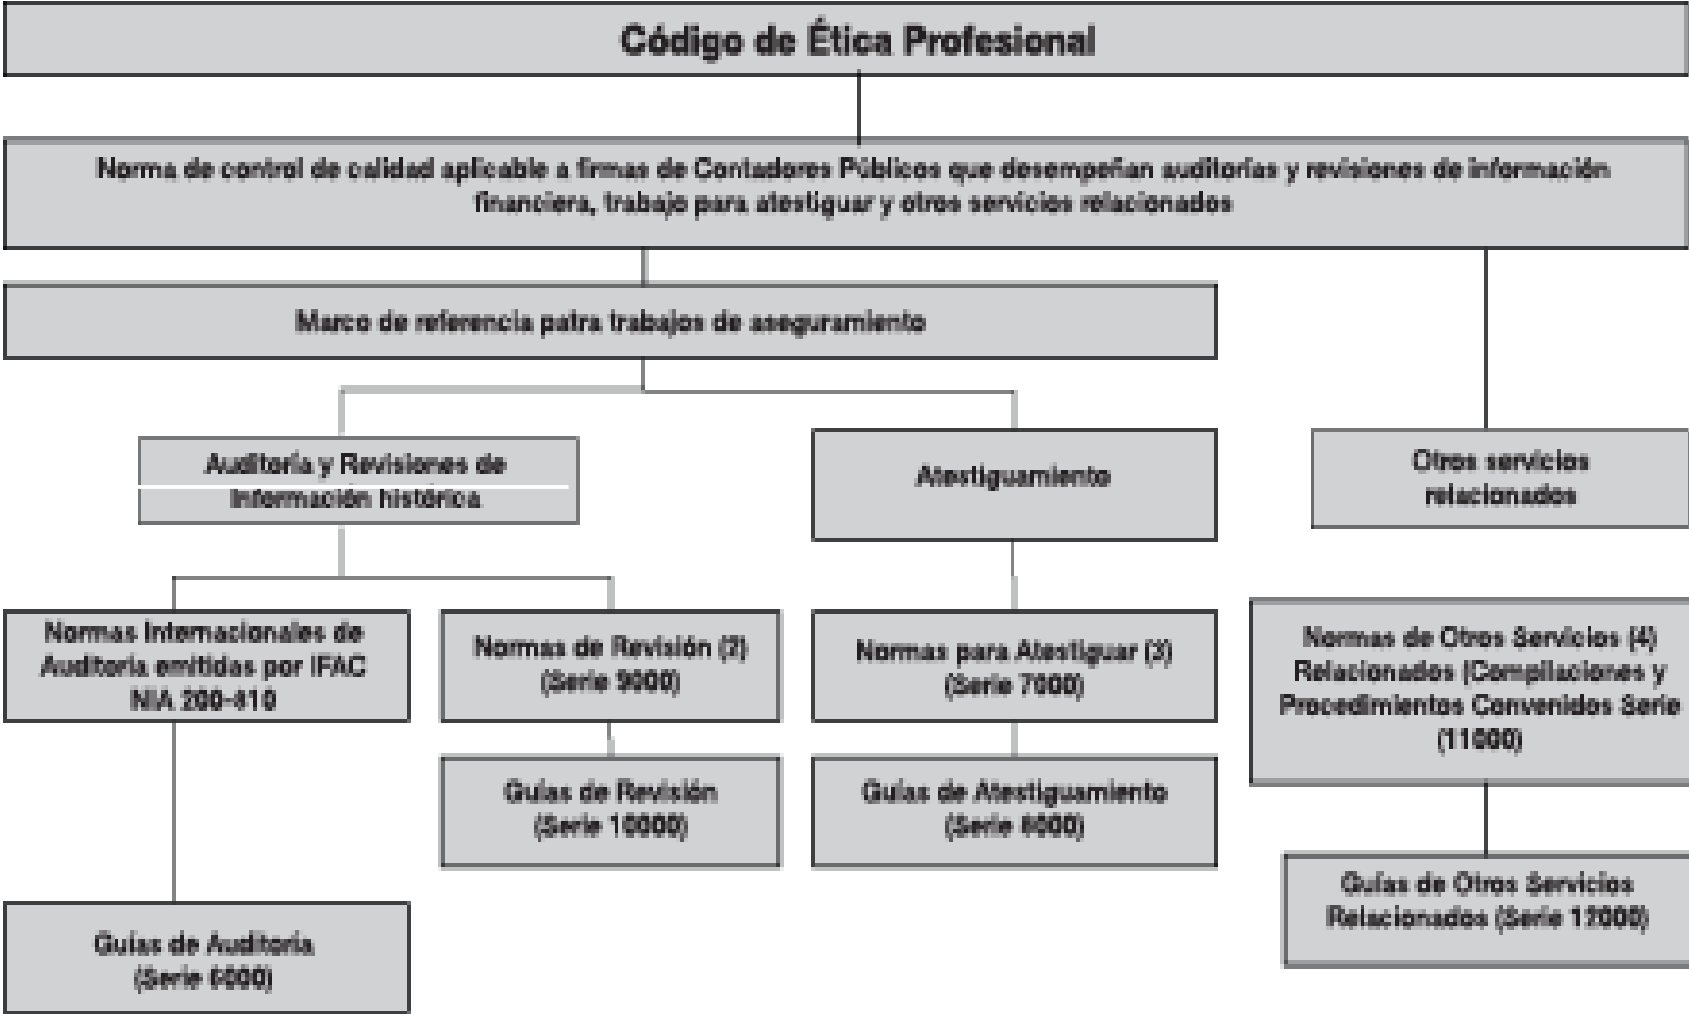 Código de Ética Profesional
Norma de control de calidad aplicable a firmas de Contadores Públicos que desempeñan auditorías y revisiones de información
financiera, trabajo para atestiguar y otros servicios relacionados
Marco de referencia patra trabajos de aseguramiento
Auditoría y Revisiones de
Información histórica
Atestiguamiento
Otros servicios
relacionados
Normas Internacionales de
Auditoría emitidas por IFAC
NIA 200-810
Normas de Revisión (2)
(Serie 9000)
Normas para Atestiguar (3)
(Serie 7000)
Normas de Otros Servicios (4)
Relacionados (Compilaciones y
Procedimientos Convenidos Serie
(11000)
Guías de Revisión
(Serie 10000)
Guías de Atestiguamiento
(Serie 8000)
Guías de Otros Servicios
Relacionados (Serie 12000)
Guías de Auditoría
(Serie 6000)